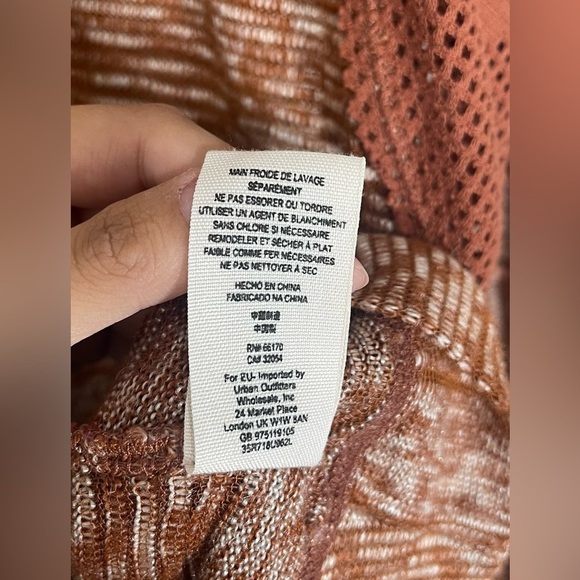 MAIN FROIDE DE LAVAGE
SÉPARÉMENT
NE PAS ESSORER OU TORDRE
UTILISER UN AGENT DE BLANCHIMENT
SANS CHLORE SI NÉCESSAIRE
REMODELER ET SÉCHER À PLAT
FAIBLE COMME FER NÉCESSAIRES
NE PAS NETTOYER À SEC
HECHO EN CHINA
FABRICADO NA CHINA
中國製造
中国製
RN# 66170
CA# 32054
For EU- Imported by
Urban Outfitters
Wholesale, Inc
24 Market Place
London UK W1W 8AN
GB 975119105